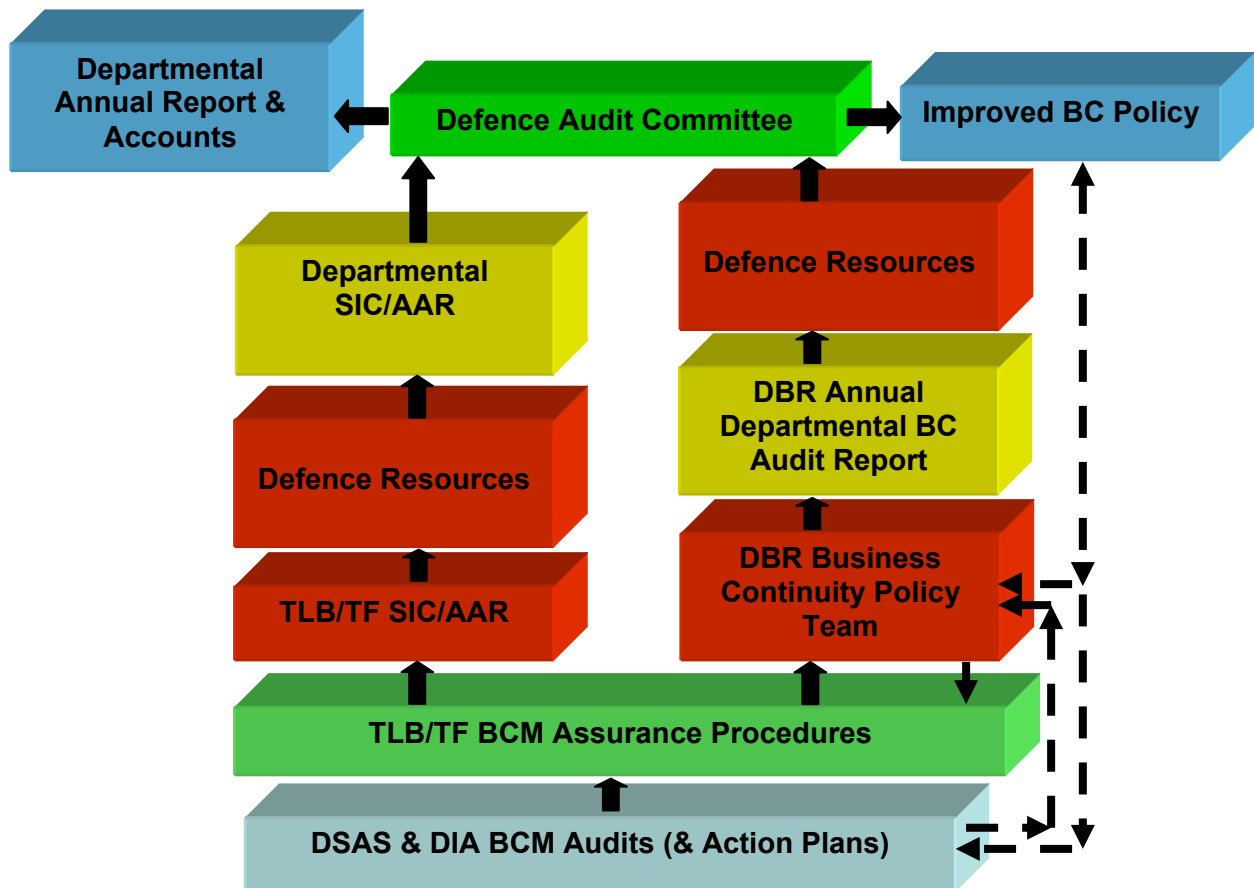 Departmental
Annual Report &
Accounts
Defence Audit Committee
Improved BC Policy
Departmental
SIC/AAR
Defence Resources
Defence Resources
DBR Annual
Departmental BC
Audit Report
TLB/TF SIC/AAR
DBR Business
Continuity Policy
Team
TLB/TF BCM Assurance Procedures
DSAS & DIA BCM Audits (& Action Plans)